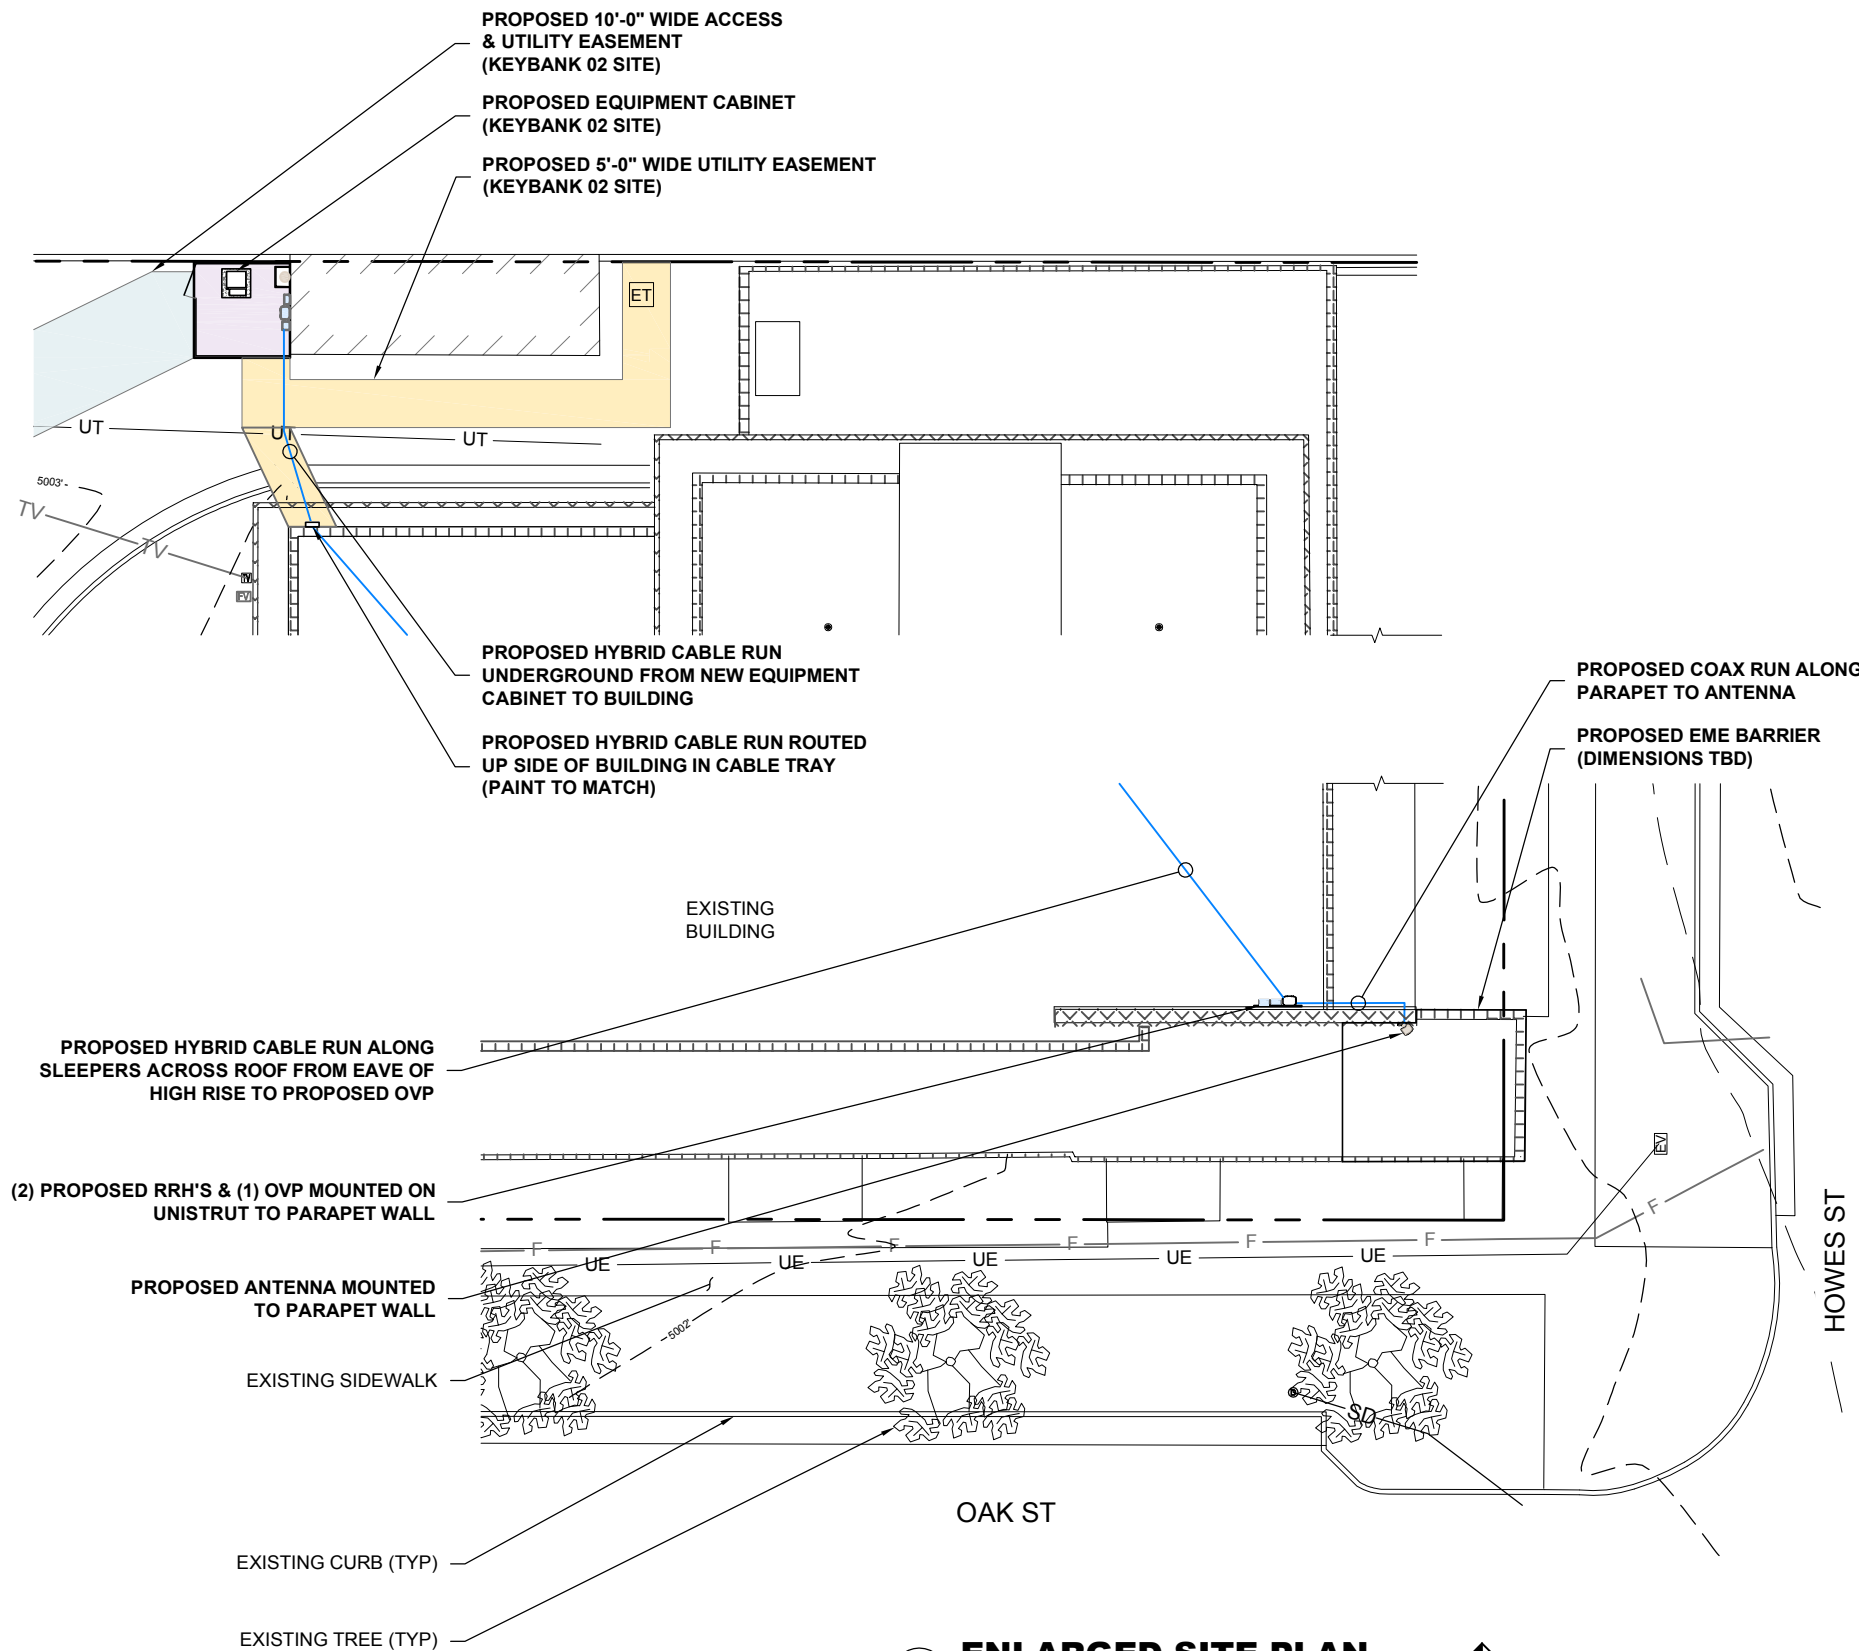 PROPOSED 10'-0" WIDE ACCESS
& UTILITY EASEMENT
(KEYBANK 02 SITE)
PROPOSED EQUIPMENT CABINET
(KEYBANK 02 SITE)
PROPOSED 5'-0" WIDE UTILITY EASEMENT
(KEYBANK 02 SITE)
ET
UT
UT
UT
5003'
TV
TV
TV
EV
PROPOSED HYBRID CABLE RUN
UNDERGROUND FROM NEW EQUIPMENT
CABINET TO BUILDING
PROPOSED HYBRID CABLE RUN ROUTED
UP SIDE OF BUILDING IN CABLE TRAY
(PAINT TO MATCH)
PROPOSED COAX RUN ALONG
PARAPET TO ANTENNA
PROPOSED EME BARRIER
(DIMENSIONS TBD)
EXISTING
BUILDING
PROPOSED HYBRID CABLE RUN ALONG
SLEEPERS ACROSS ROOF FROM EAVE OF
HIGH RISE TO PROPOSED OVP
EV
(2) PROPOSED RRH'S & (1) OVP MOUNTED ON
UNISTRUT TO PARAPET WALL
F
F
F
F
F
F
F
F
UE
UE
UE
UE
UE
HOWES ST
PROPOSED ANTENNA MOUNTED
TO PARAPET WALL
5002'
EXISTING SIDEWALK
SD
OAK ST
EXISTING CURB (TYP)
EXISTING TREE (TYP)
ENLARGED SITE PLAN